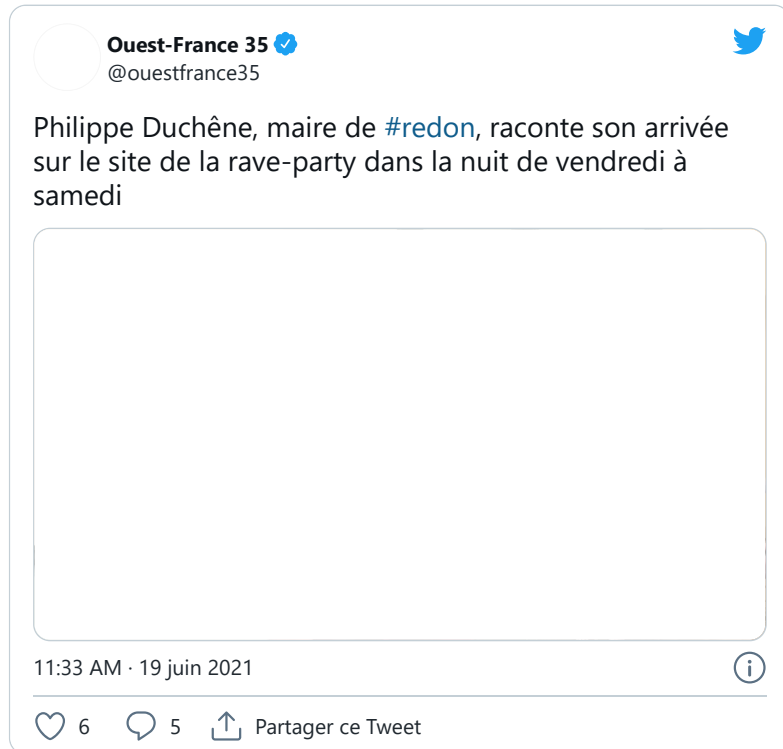 Ouest-France 35
@ouestfrance35
Philippe Duchêne, maire de #redon, raconte son arrivée
sur le site de la rave-party dans la nuit de vendredi à
samedi
11:33 AM · 19 juin 2021
6 5 Partager ce Tweet